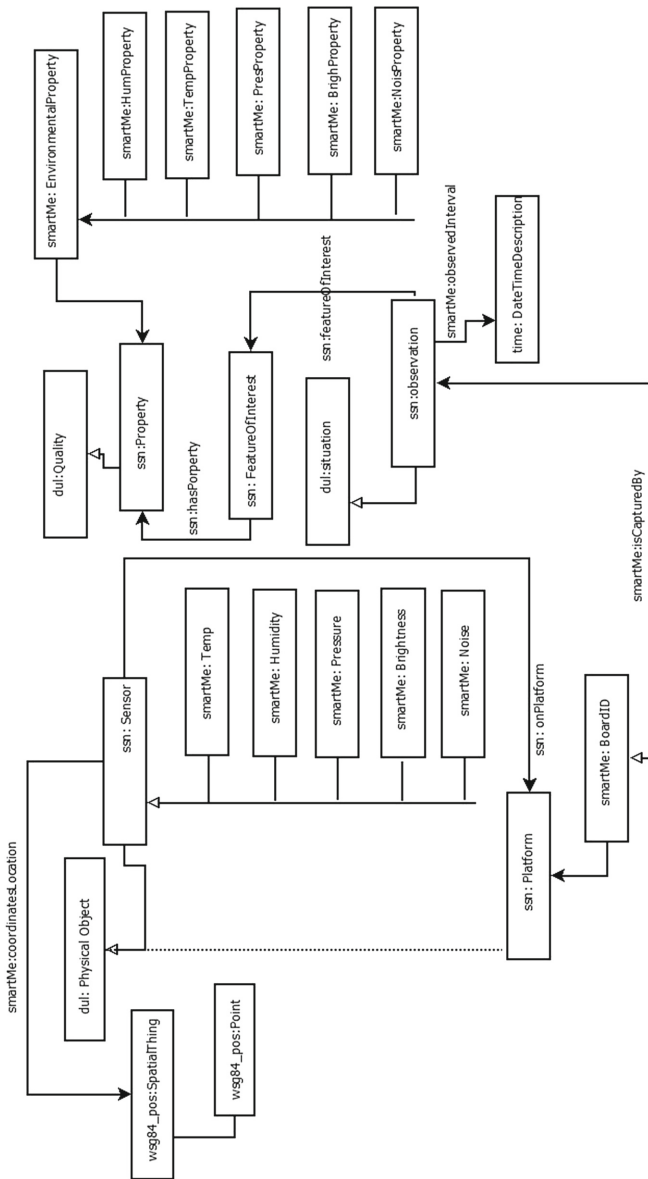 smartMe:coordinatesLocation
wsg84_pos:SpatialThing
wsg84_pos:Point
dul: Physical Object
ssn: Sensor
smartMe: Temp
smartMe: Humidity
smartMe: Pressure
smartMe: Brightness
smartMe: Noise
ssn: onPlatform
ssn: Platform
smartMe: BoardID
smartMe:isCapturedBy
dul:Quality
ssn:Property
ssn:hasPorperty
ssn: FeatureOfInterest
ssn:featureOfInterest
dul:situation
ssn:observation
smartMe:observedInterval
time: DateTimeDescription
smartMe: EnvironmentalProperty
smartMe:HumProperty
smartMe:TempProperty
smartMe: PresProperty
smartMe: BrighProperty
smartMe:NoisProperty